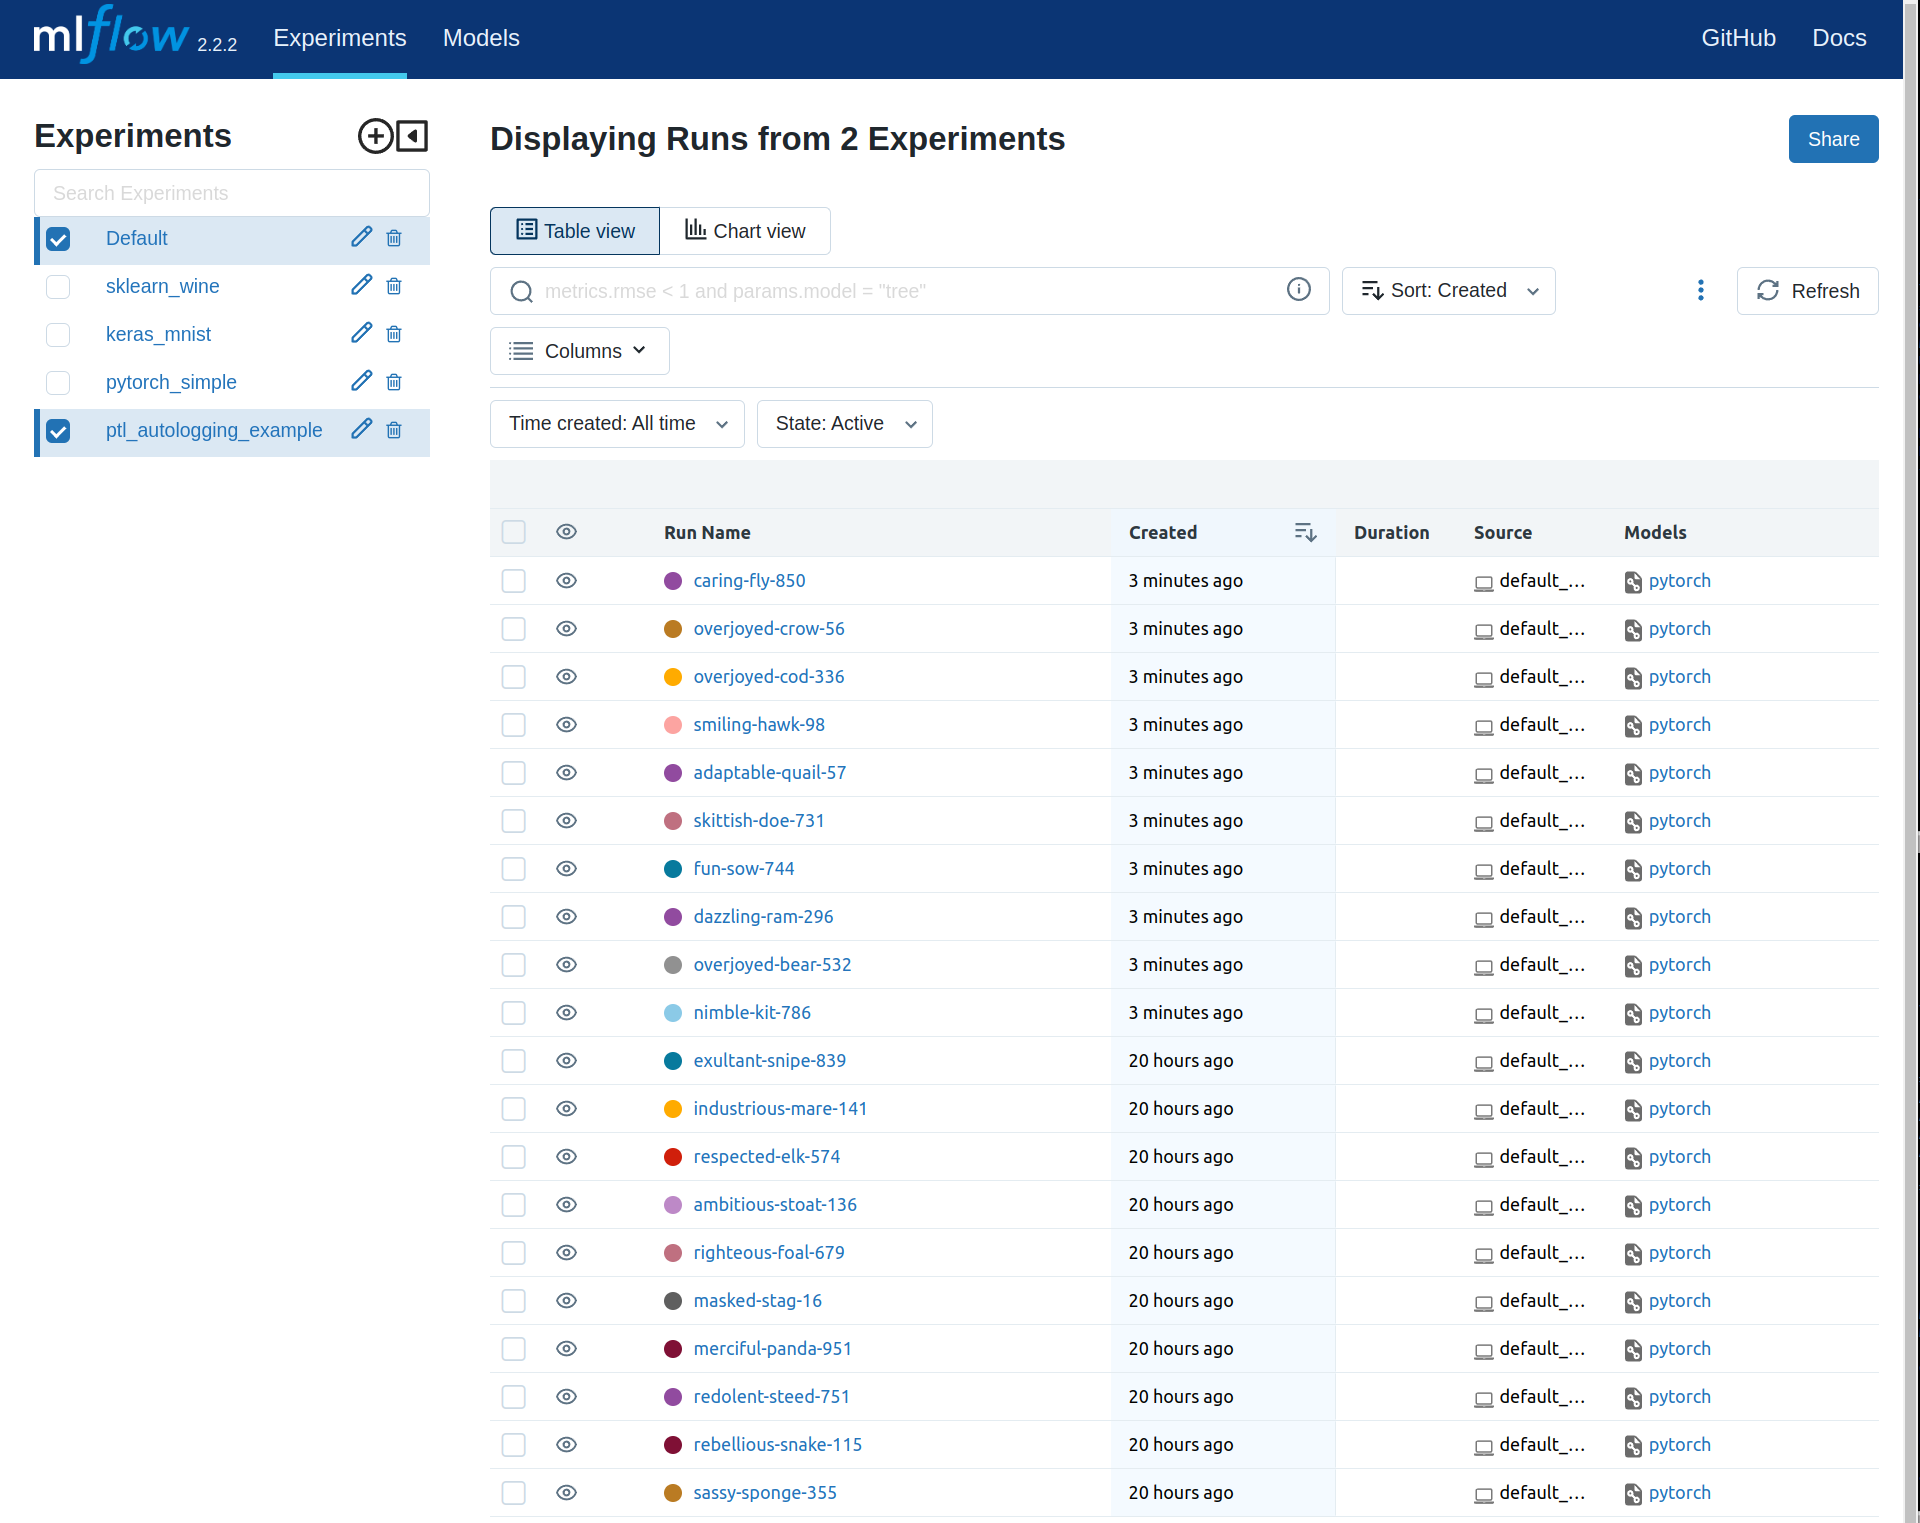 mlflow 2.2.2 Experiments Models GitHub Docs
Experiments
Search Experiments
Default
sklearn_wine
keras_mnist
pytorch_simple
ptl_autologging_example
Displaying Runs from 2 Experiments
Share
Table view Chart view
metrics.rmse < 1 and params.model = "tree"
Sort: Created
Refresh
Columns
Time created: All time State: Active
Run Name Created Duration Source Models
caring-fly-850 3 minutes ago default_... pytorch
overjoyed-crow-56 3 minutes ago default_... pytorch
overjoyed-cod-336 3 minutes ago default_... pytorch
smiling-hawk-98 3 minutes ago default_... pytorch
adaptable-quail-57 3 minutes ago default_... pytorch
skittish-doe-731 3 minutes ago default_... pytorch
fun-sow-744 3 minutes ago default_... pytorch
dazzling-ram-296 3 minutes ago default_... pytorch
overjoyed-bear-532 3 minutes ago default_... pytorch
nimble-kit-786 3 minutes ago default_... pytorch
exultant-snipe-839 20 hours ago default_... pytorch
industrious-mare-141 20 hours ago default_... pytorch
respected-elk-574 20 hours ago default_... pytorch
ambitious-stoat-136 20 hours ago default_... pytorch
righteous-foal-679 20 hours ago default_... pytorch
masked-stag-16 20 hours ago default_... pytorch
merciful-panda-951 20 hours ago default_... pytorch
redolent-steed-751 20 hours ago default_... pytorch
rebellious-snake-115 20 hours ago default_... pytorch
sassy-sponge-355 20 hours ago default_... pytorch